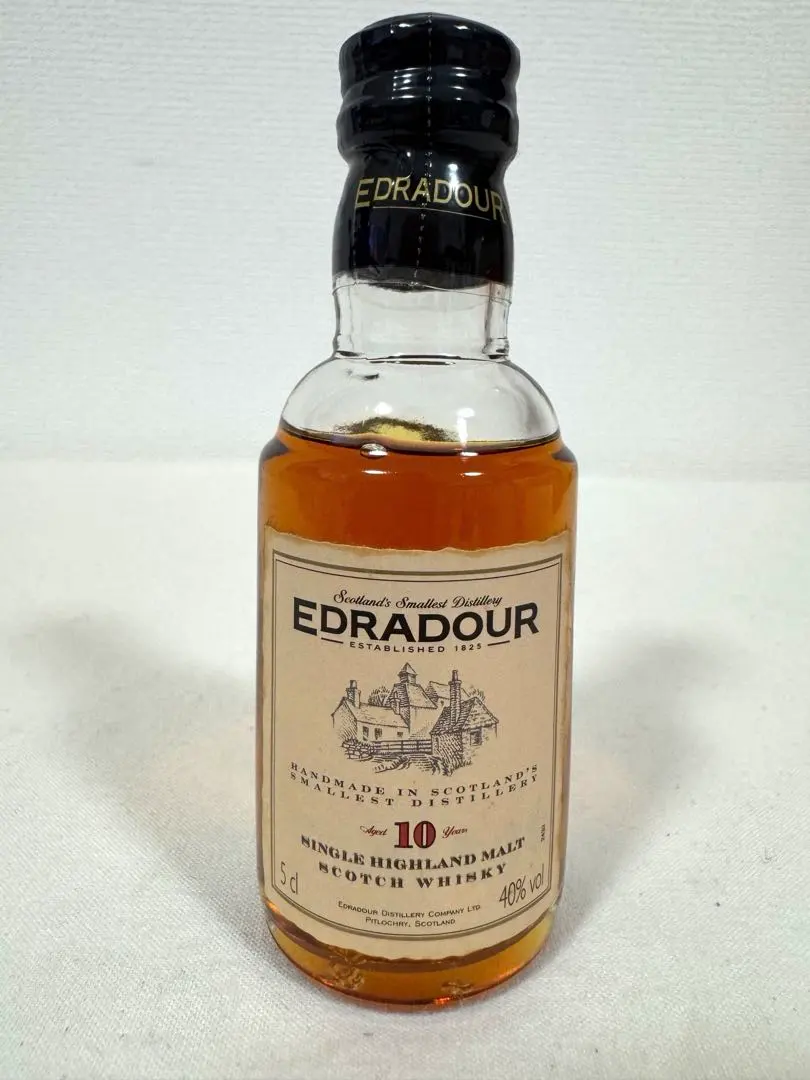 EDRADOUR
Scotland's Smallest Distillery
EDRADOUR
ESTABLISHED 1825
HANDMADE IN SCOTLAND'S
SMALLEST DISTILLERY
Aged 10 Years
SINGLE HIGHLAND MALT
SCOTCH WHISKY
5 cl
40% vol
EDRADOUR DISTILLERY COMPANY LTD.
PITLOCHRY, SCOTLAND